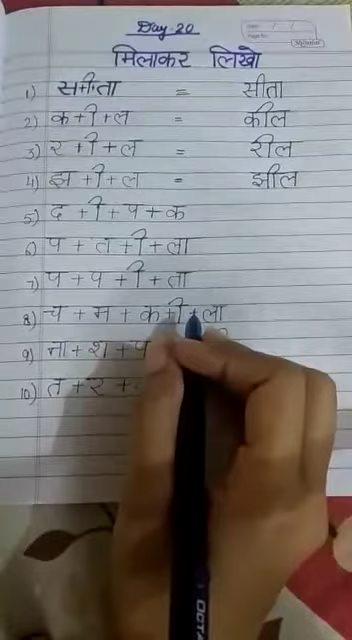 Day-20
मिलाकर लिखो
1) स+ी+ता = सीता
2) क+ी+ल = कील
3) र+ी+ल = रील
4) झ+ी+ल = झील
5) द+ी+प+क
6) प+त+ी+ला
7) प+प+ी+ता
8) च+म+क+ी+ला
9) ना+श+प
10) त+र+